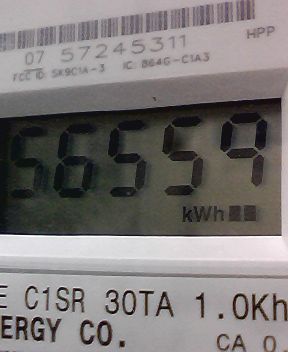 HPP
07 57245311
FCC ID: SK9C1A-3 IC: 864G-C1A3
56559
kWh
E C1SR 30TA 1.0Kh
ERGY CO. CA 0.